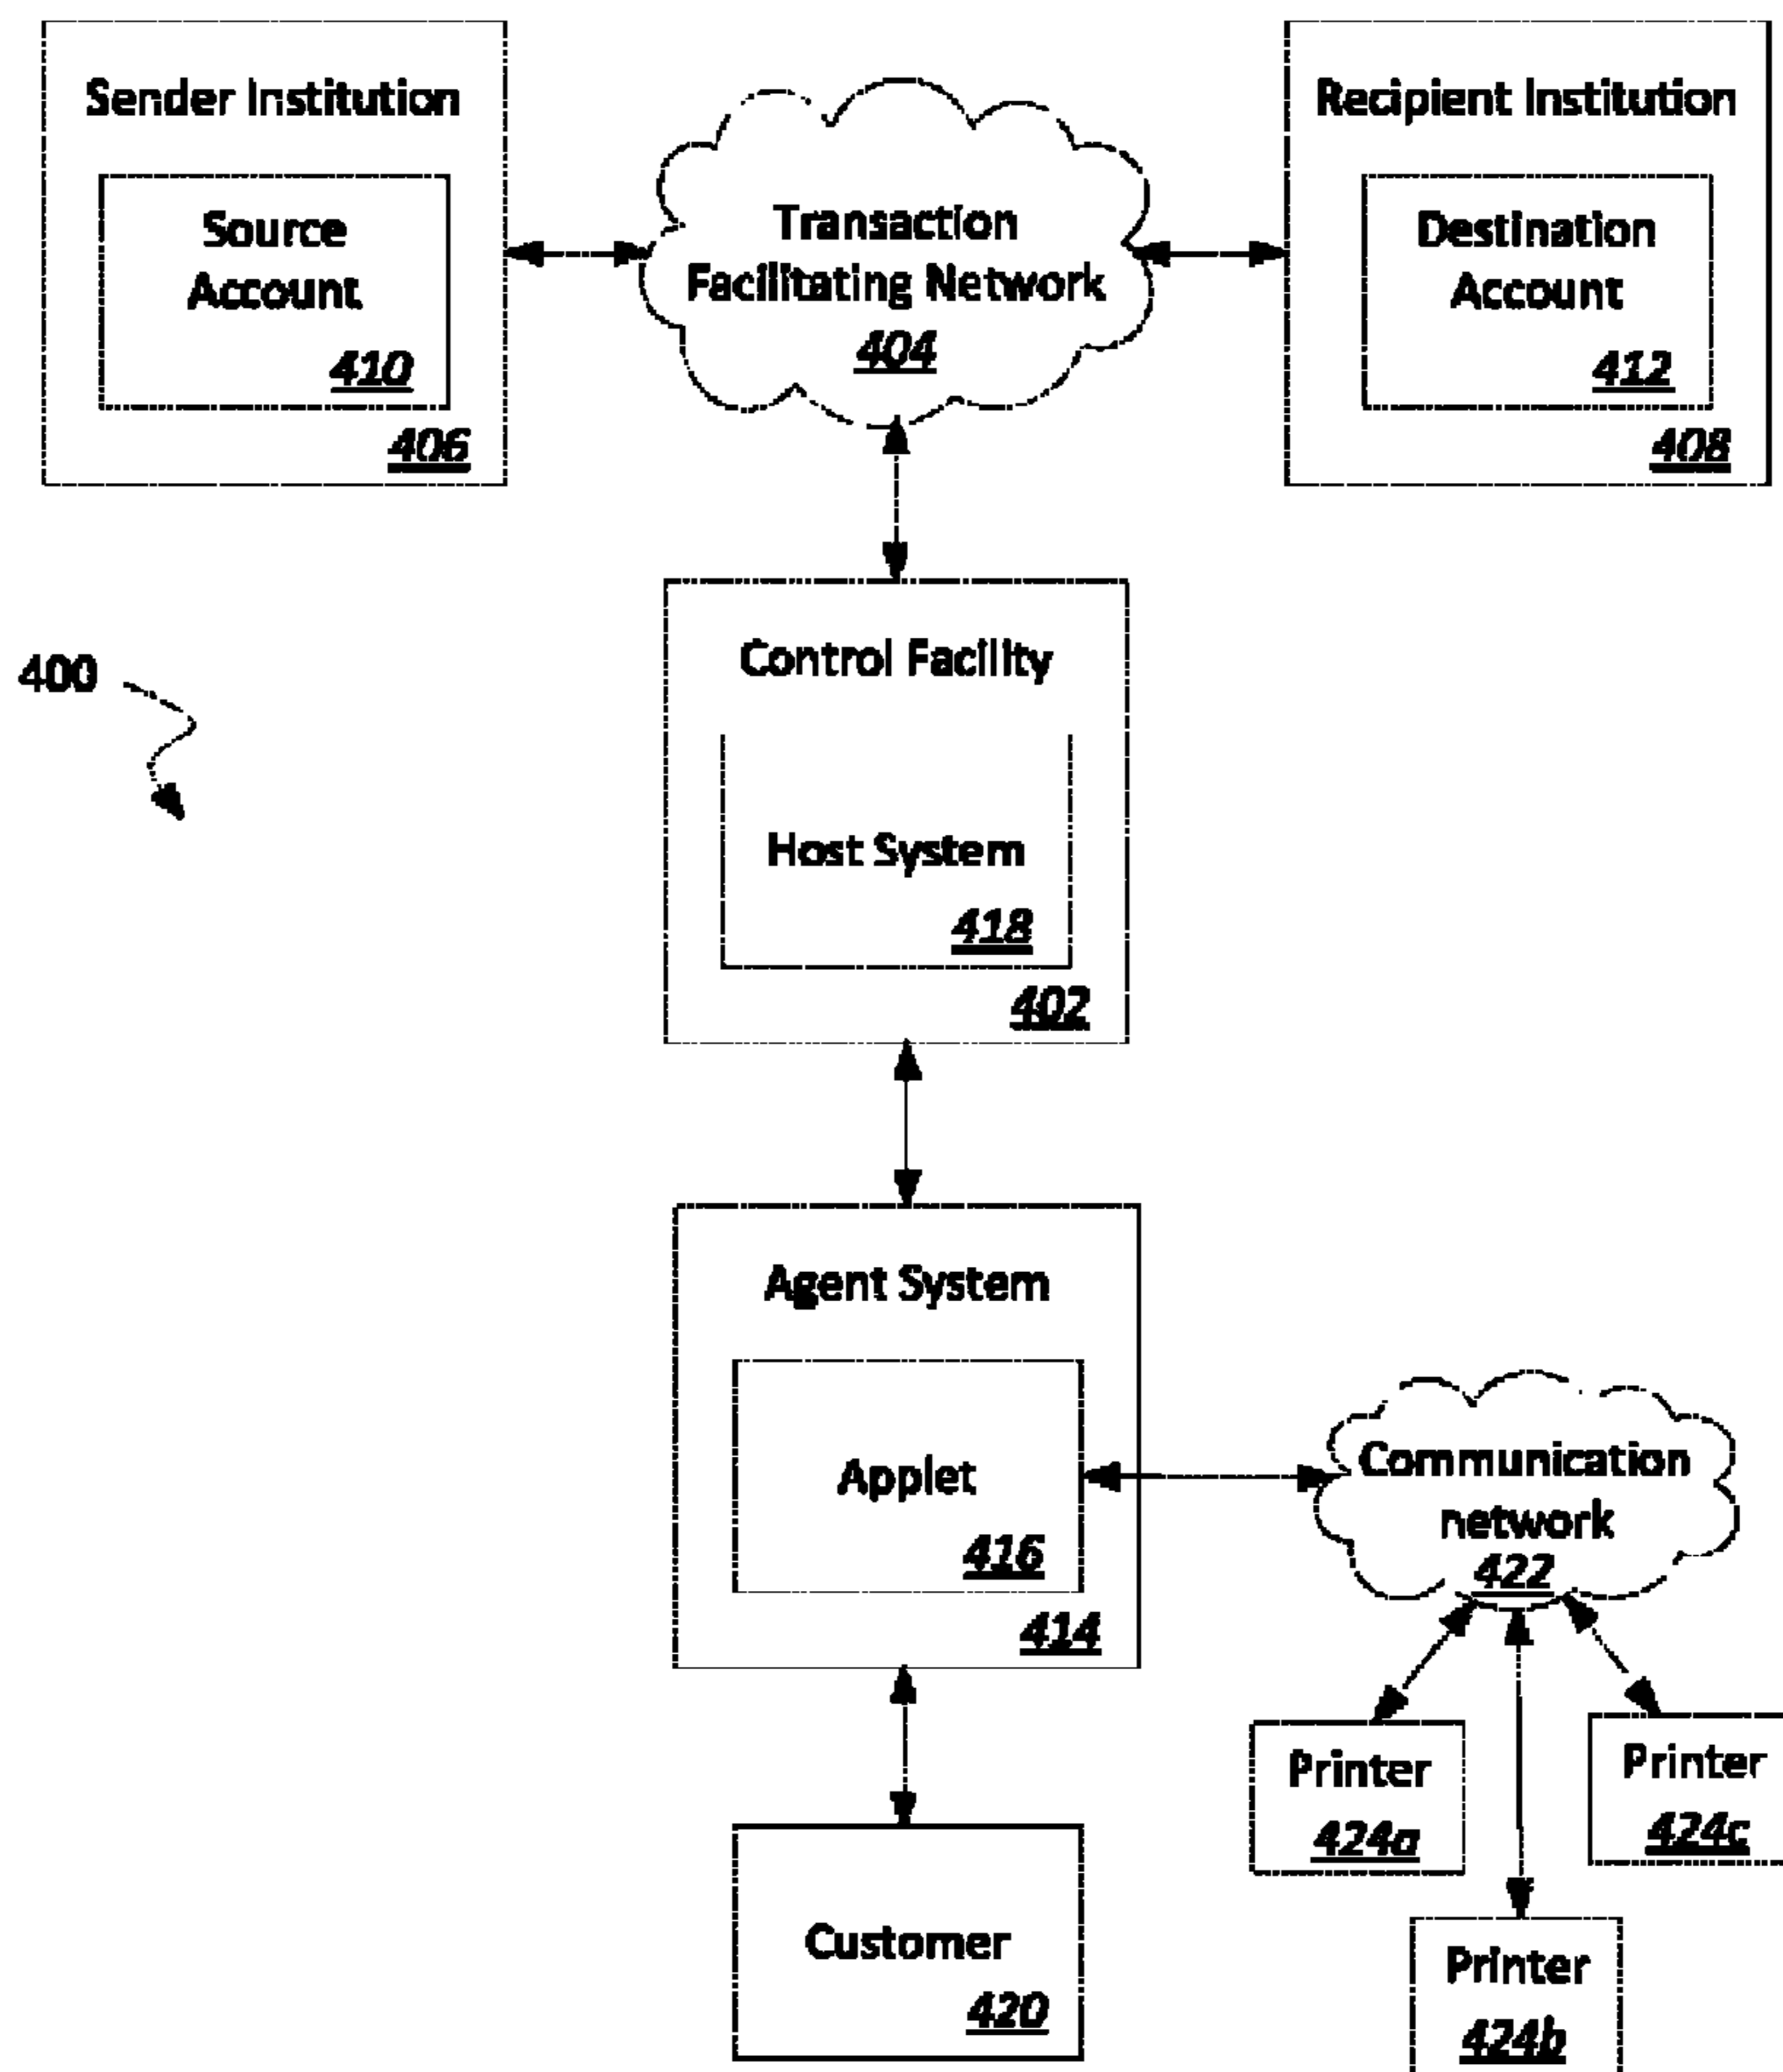 Sender Institution
Source
Account
410
406
Transaction
Facilitating Network
404
Recipient Institution
Destination
Account
412
408
400
Control Facility
Host System
418
402
Agent System
Applet
416
414
Communication
network
422
Printer
424a
Printer
424c
Printer
424b
Customer
420